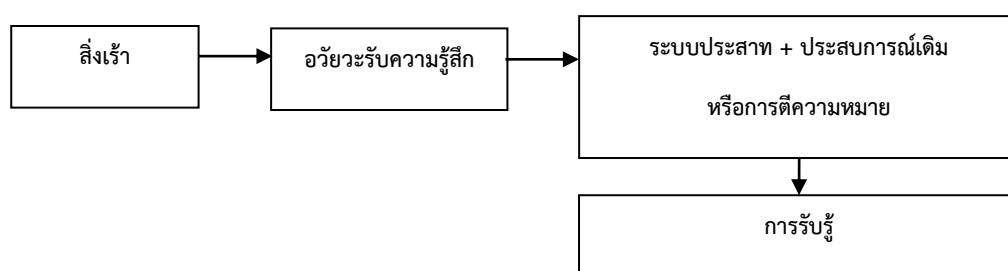 สิ่งเร้า
อวัยวะรับความรู้สึก
ระบบประสาท + ประสบการณ์เดิม
หรือการตีความหมาย
การรับรู้